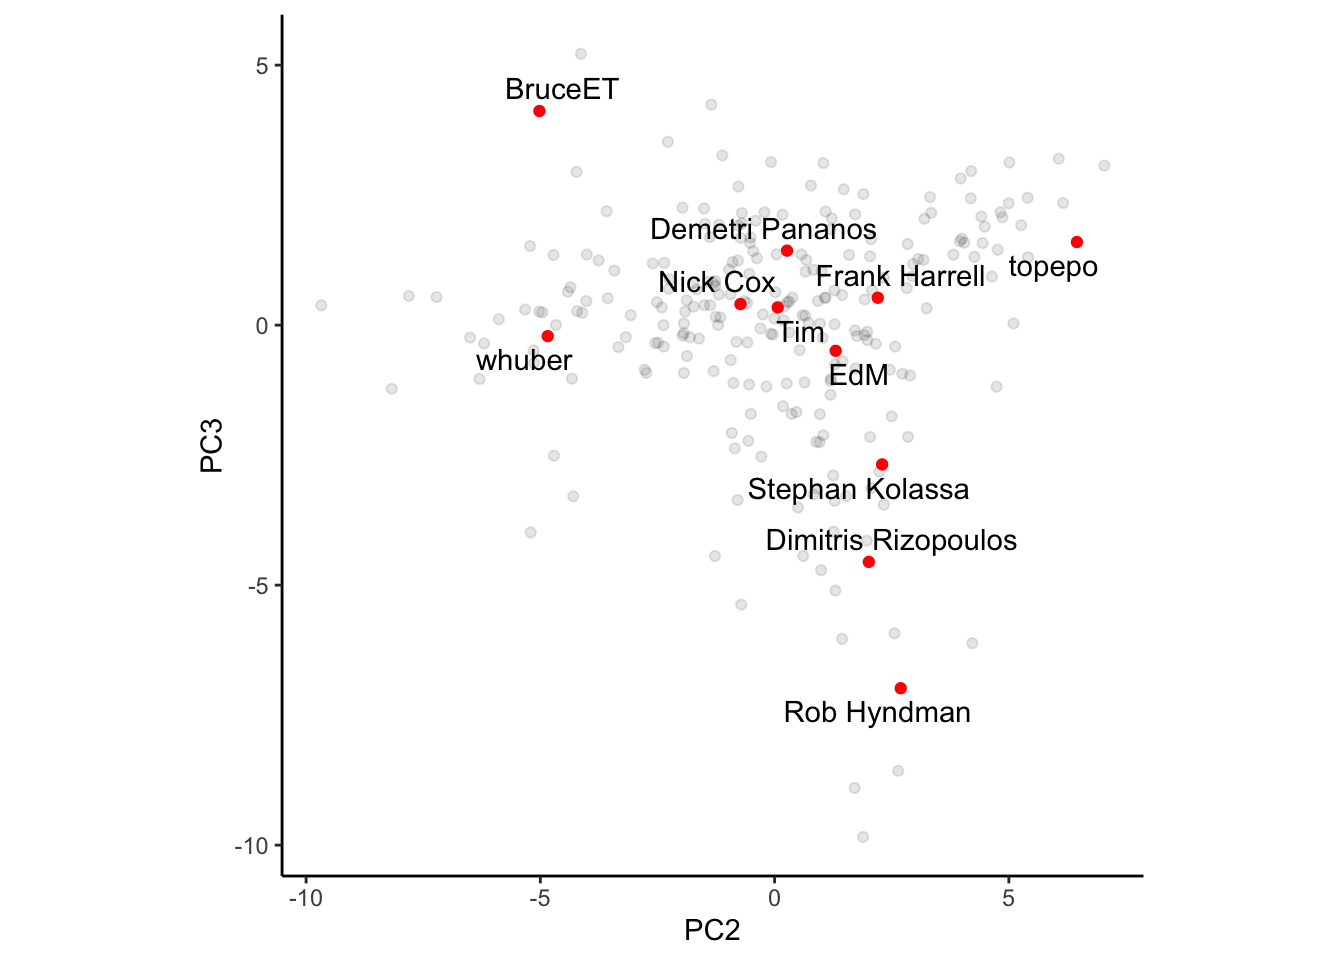 5
BruceET
Demetri Pananos
Nick Cox
Frank Harrell
topepo
0
Tim
whuber
EdM
PC3
Stephan Kolassa
Dimitris Rizopoulos
-5
Rob Hyndman
-10
-10
-5
0
5
PC2